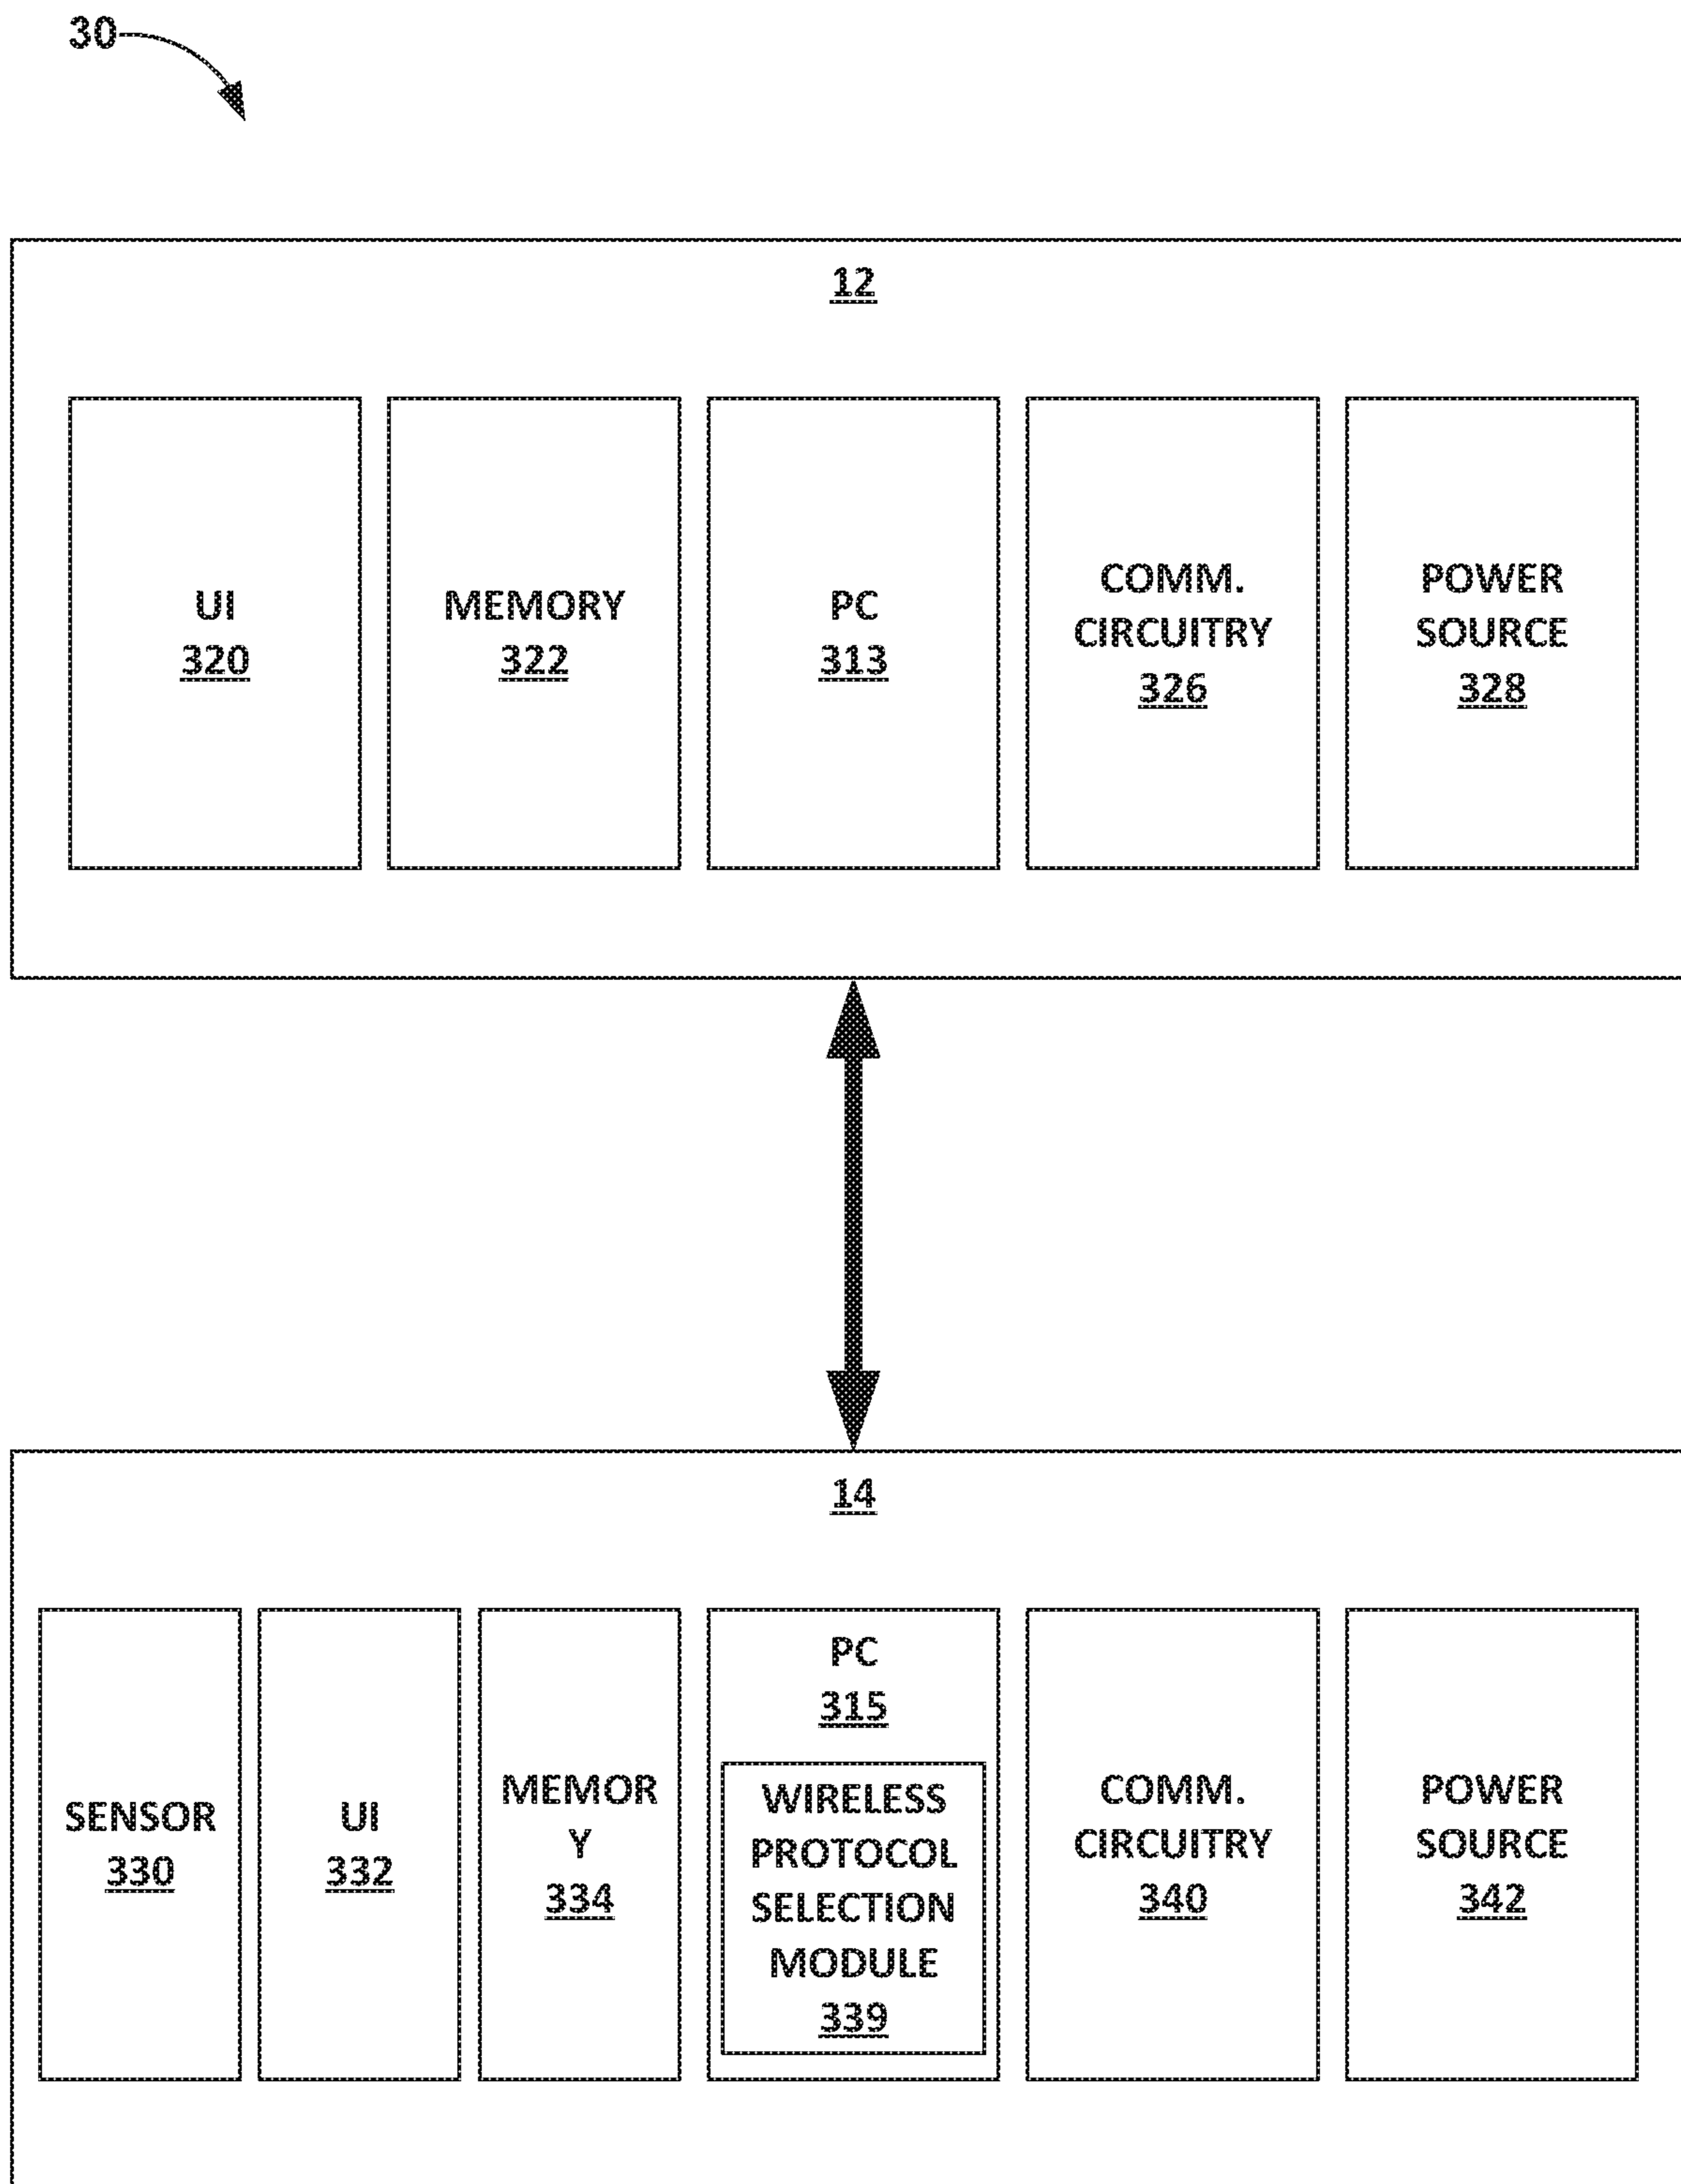 30
12
UI
320
MEMORY
322
PC
313
COMM.
CIRCUITRY
326
POWER
SOURCE
328
14
SENSOR
330
UI
332
MEMOR
Y
334
PC
315
WIRELESS
PROTOCOL
SELECTION
MODULE
339
COMM.
CIRCUITRY
340
POWER
SOURCE
342